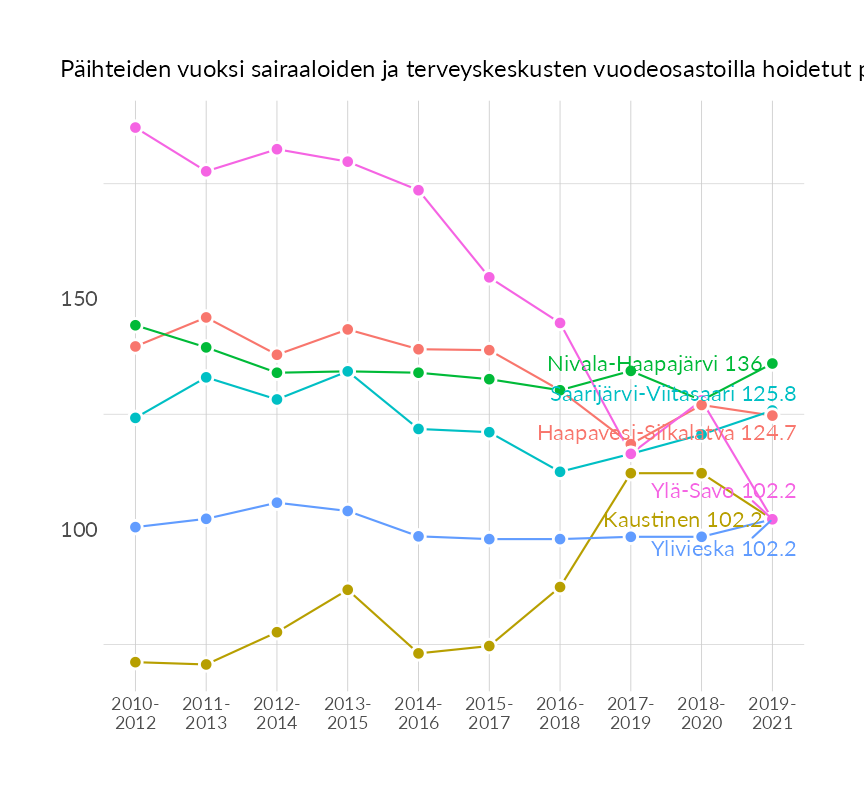 Päihteiden vuoksi sairaaloiden ja terveyskeskusten vuodeosastoilla hoidetut
150
100
Nivala-Haapajärvi 136
Saarijärvi-Viitasaari 125.8
Haapavesi-Siikalatva 124.7
Ylä-Savo 102.2
Kaustinen 102.2
Ylivieska 102.2
2010- 2011- 2012- 2013- 2014- 2015- 2016- 2017- 2018- 2019-
2012 2013 2014 2015 2016 2017 2018 2019 2020 2021